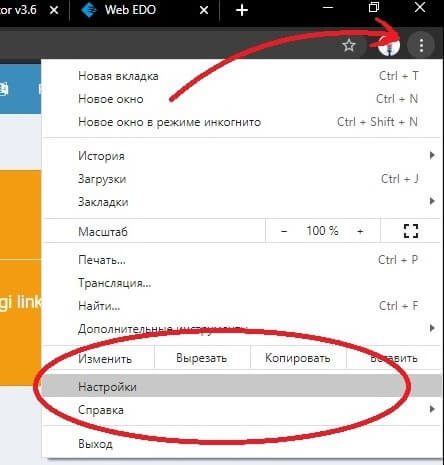 tor v3.6 × Web EDO × +
Новая вкладка Ctrl + T
Новое окно Ctrl + N
Новое окно в режиме инкогнито Ctrl + Shift + N
История
Загрузки Ctrl + J
Закладки
Масштаб − 100 % +
Печать... Ctrl + P
Трансляция...
Найти... Ctrl + F
gi link
Дополнительные инструменты
Изменить Вырезать Копировать Вставить
Настройки
Справка
Выход